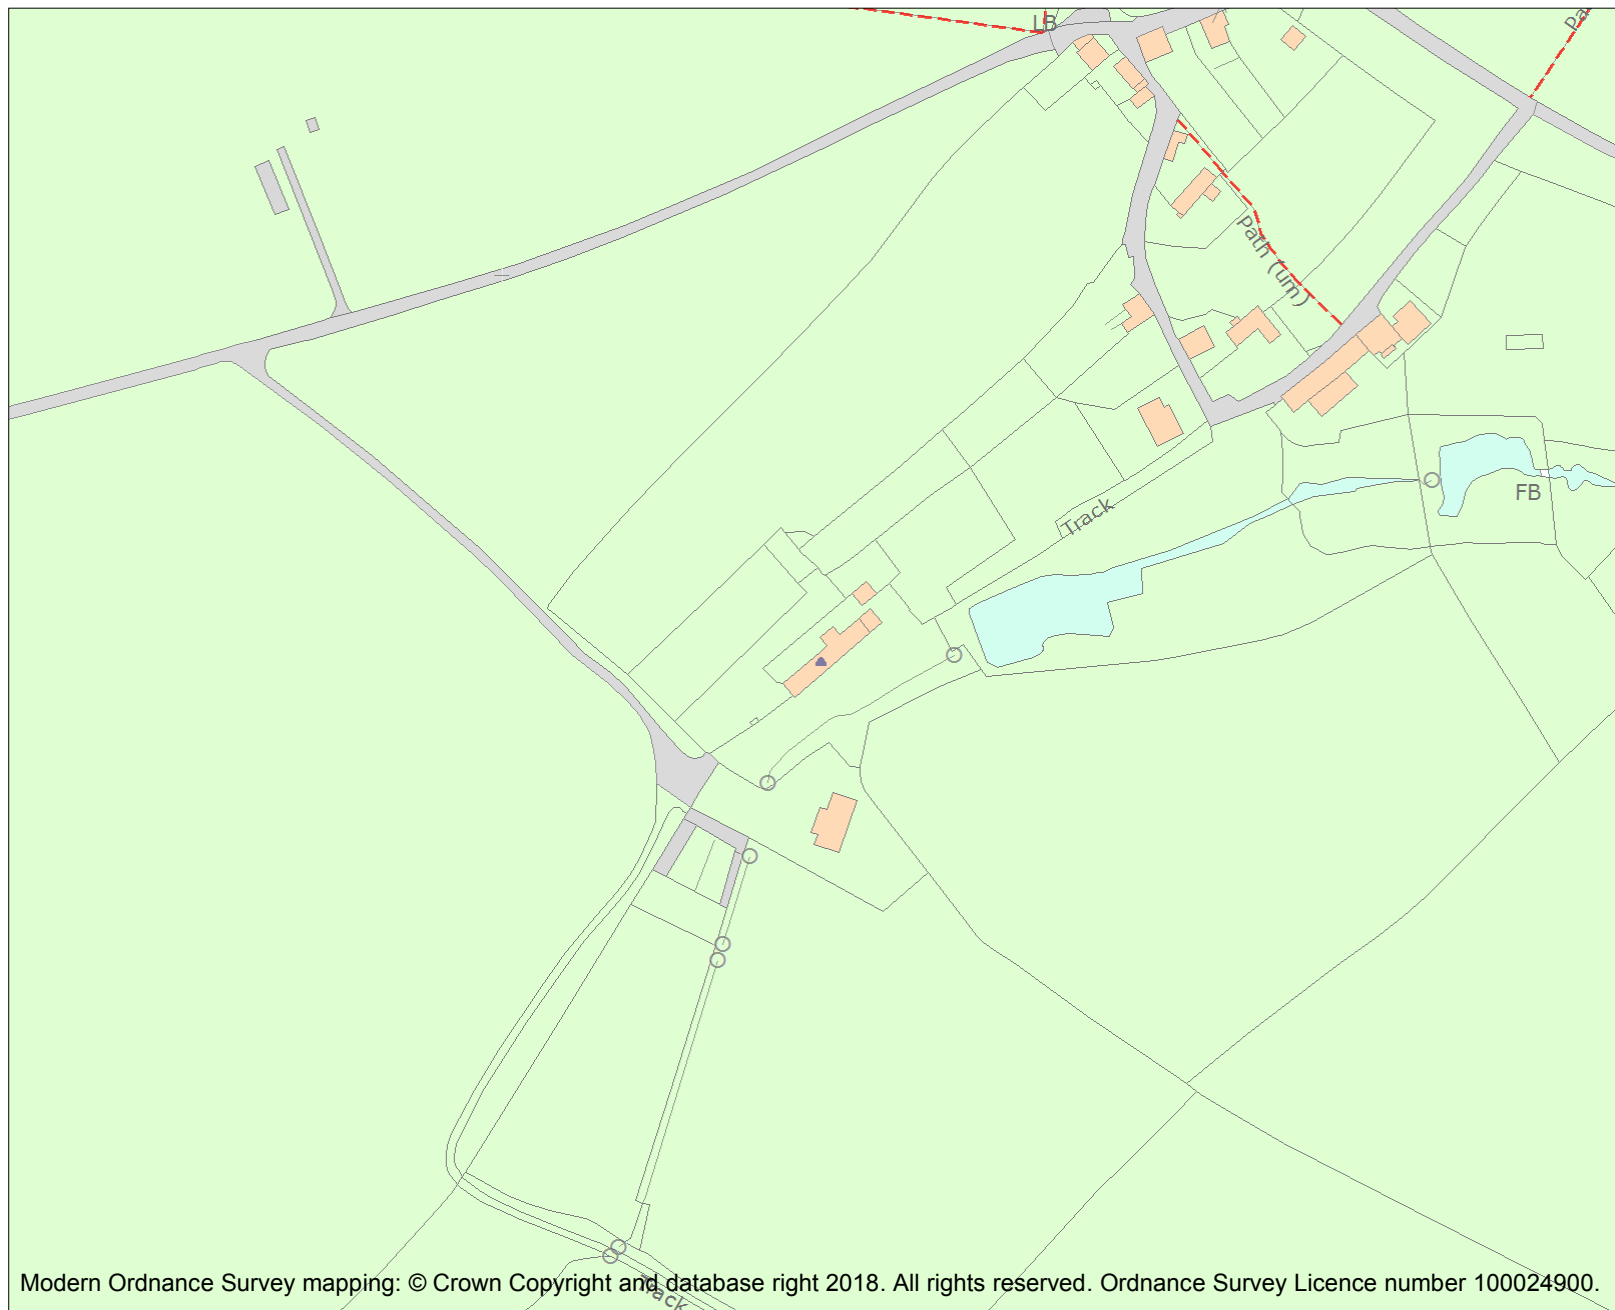 LB
Pa
Path (um)
Track
FB
Modern Ordnance Survey mapping: © Crown Copyright and database right 2018. All rights reserved. Ordnance Survey Licence number 100024900.
Track